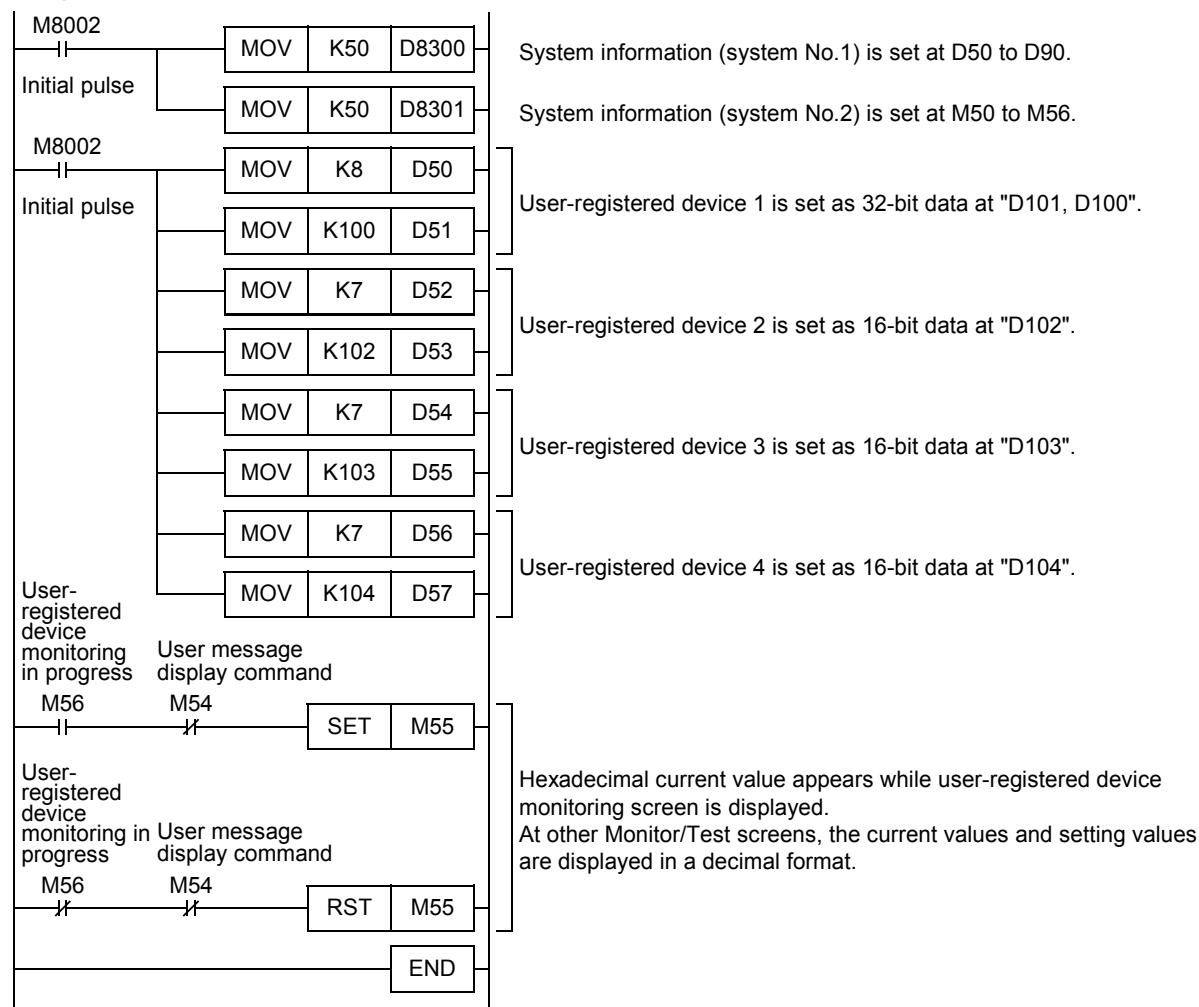 M8002
MOV K50 D8300
System information (system No.1) is set at D50 to D90.
Initial pulse
MOV K50 D8301
System information (system No.2) is set at M50 to M56.
M8002
MOV K8 D50
Initial pulse
User-registered device 1 is set as 32-bit data at "D101, D100".
MOV K100 D51
MOV K7 D52
User-registered device 2 is set as 16-bit data at "D102".
MOV K102 D53
MOV K7 D54
User-registered device 3 is set as 16-bit data at "D103".
MOV K103 D55
MOV K7 D56
User-registered device 4 is set as 16-bit data at "D104".
MOV K104 D57
User-
registered
device
monitoring
in progress
User message
display command
M56 M54
SET M55
User-
registered
device
monitoring in
progress
User message
display command
M56 M54
RST M55
Hexadecimal current value appears while user-registered device
monitoring screen is displayed.
At other Monitor/Test screens, the current values and setting values
are displayed in a decimal format.
END